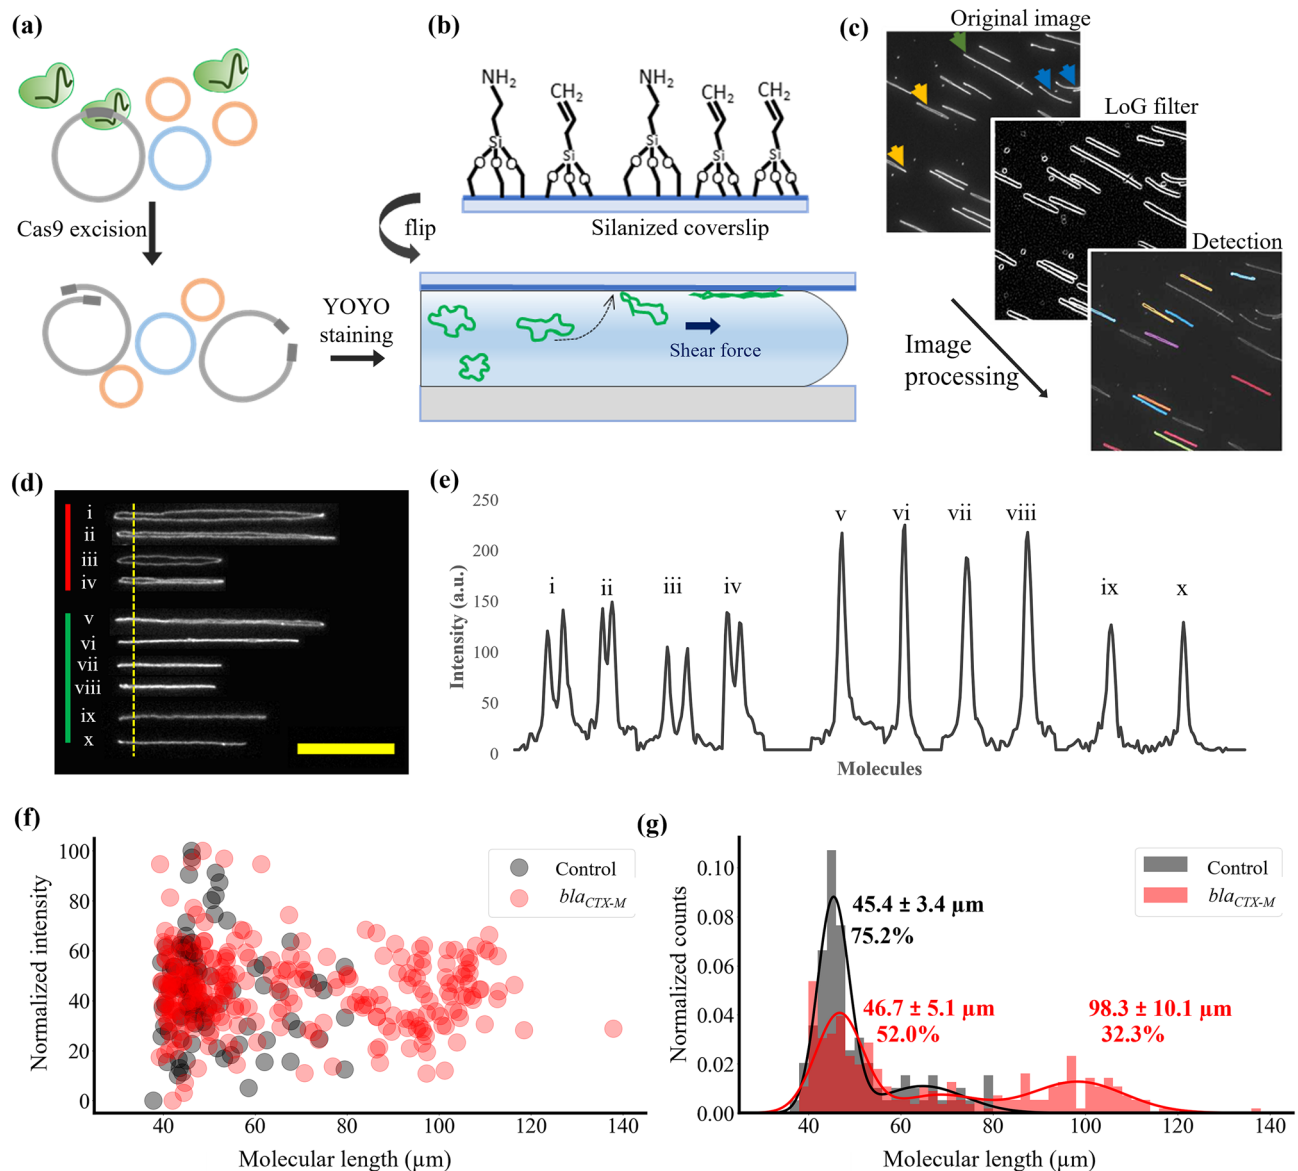 (a)
Cas9 excision
YOYO
staining
(b)
NH2
CH2
NH2
CH2
CH2
Si
Si
Si
Si
Si
flip
Silanized coverslip
Shear force
(c)
Original image
LoG filter
Detection
Image
processing
(d)
i
ii
iii
iv
v
vi
vii
viii
ix
x
(e)
Intensity (a.u.)
250
200
150
100
50
0
i
ii
iii
iv
v
vi
vii
viii
ix
x
Molecules
(f)
Normalized intensity
100
80
60
40
20
0
Control
blaCTX-M
40
60
80
100
120
140
Molecular length (µm)
(g)
Normalized counts
0.10
0.08
0.06
0.04
0.02
0.00
Control
blaCTX-M
45.4 ± 3.4 µm
75.2%
46.7 ± 5.1 µm
52.0%
98.3 ± 10.1 µm
32.3%
40
60
80
100
120
140
Molecular length (µm)